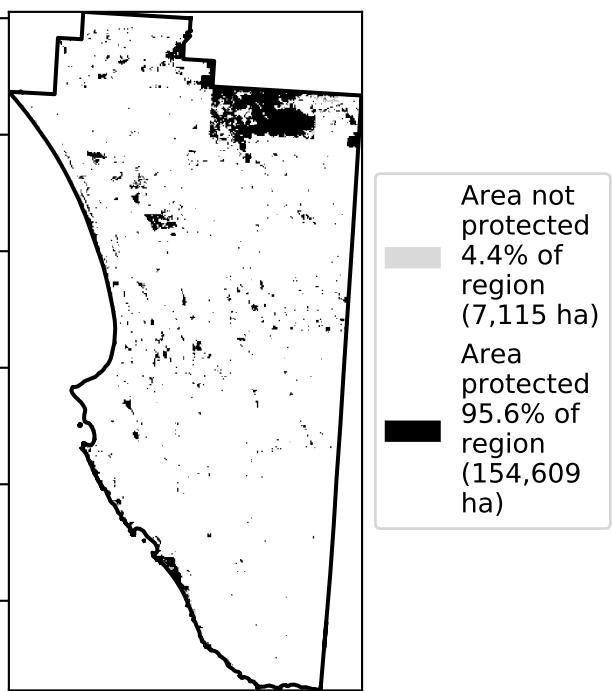 Area not
protected
4.4% of
region
(7,115 ha)
Area
protected
95.6% of
region
(154,609
ha)